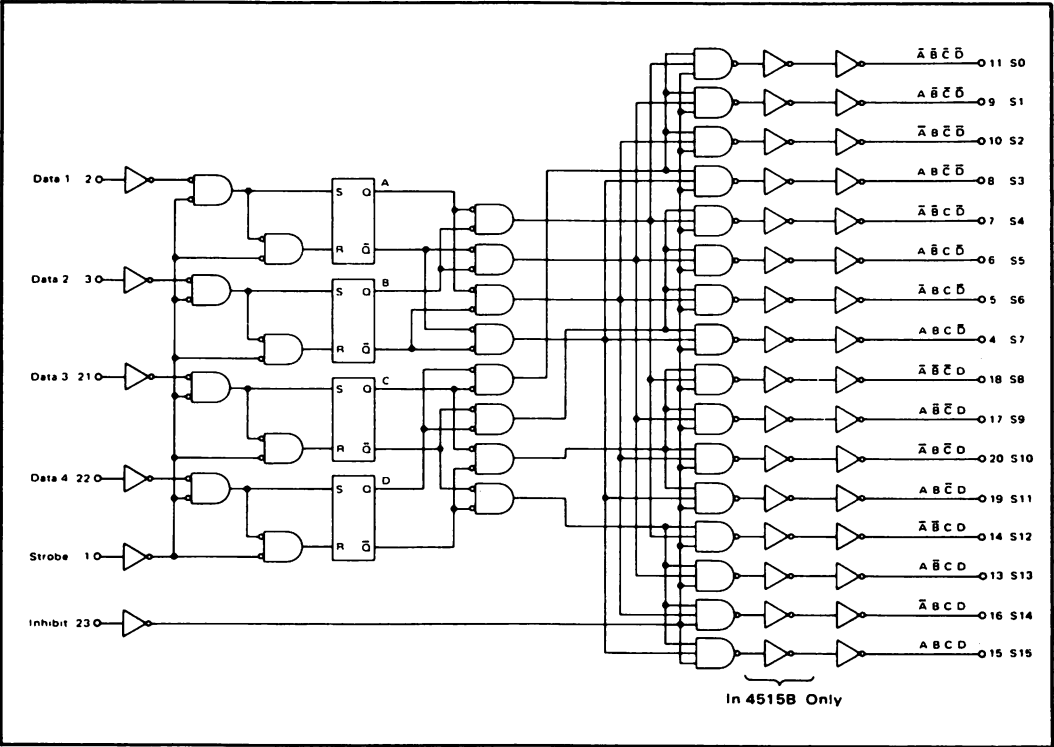 A̅ B̅ C̅ D̅ 11 S0
A B̅ C̅ D̅ 9 S1
A̅ B C̅ D̅ 10 S2
A B C̅ D̅ 8 S3
A̅ B̅ C D̅ 7 S4
A B̅ C D̅ 6 S5
A̅ B C D̅ 5 S6
A B C D̅ 4 S7
A̅ B̅ C̅ D 18 S8
A B̅ C̅ D 17 S9
A̅ B C̅ D 20 S10
A B C̅ D 19 S11
A̅ B̅ C D 14 S12
A B̅ C D 13 S13
A̅ B C D 16 S14
A B C D 15 S15
Data 1 2
S Q A
R Q̅
Data 2 3
S Q B
R Q̅
Data 3 21
S Q C
R Q̅
Data 4 22
S Q D
R Q̅
Strobe 1
Inhibit 23
In 4515B Only